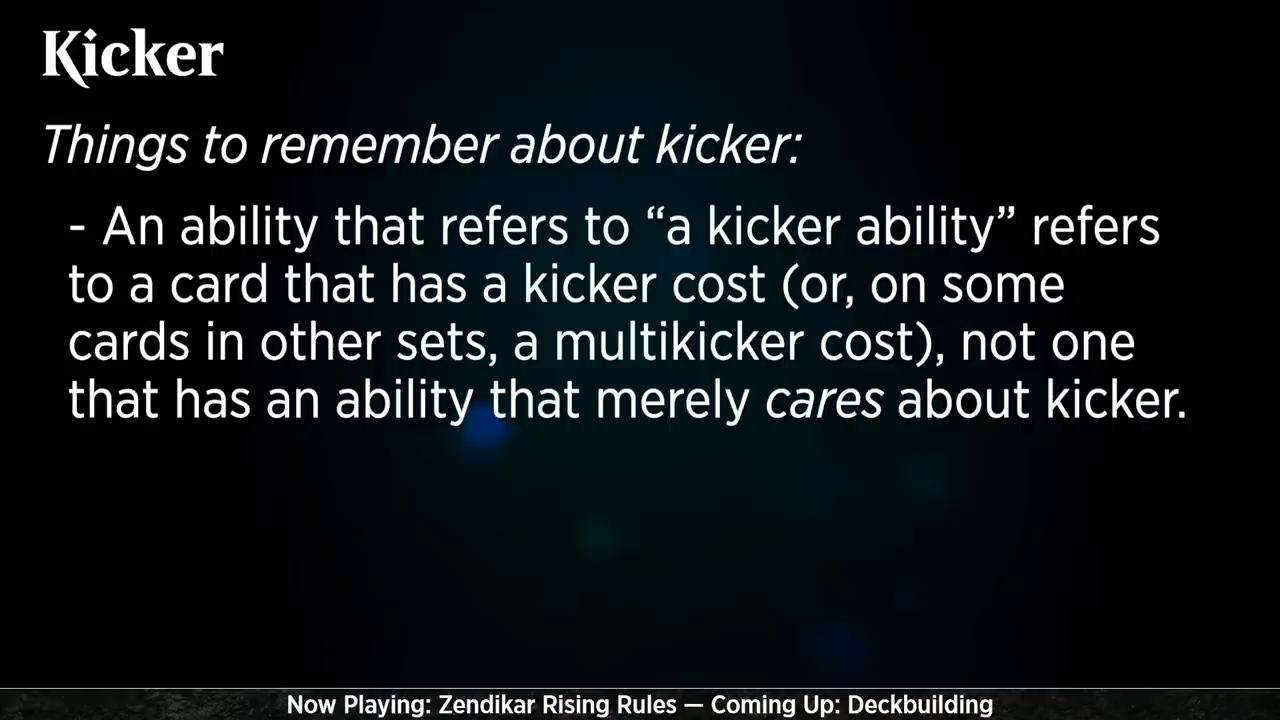 Kicker
Things to remember about kicker:
- An ability that refers to “a kicker ability” refers
to a card that has a kicker cost (or, on some
cards in other sets, a multikicker cost), not one
that has an ability that merely cares about kicker.
Now Playing: Zendikar Rising Rules — Coming Up: Deckbuilding